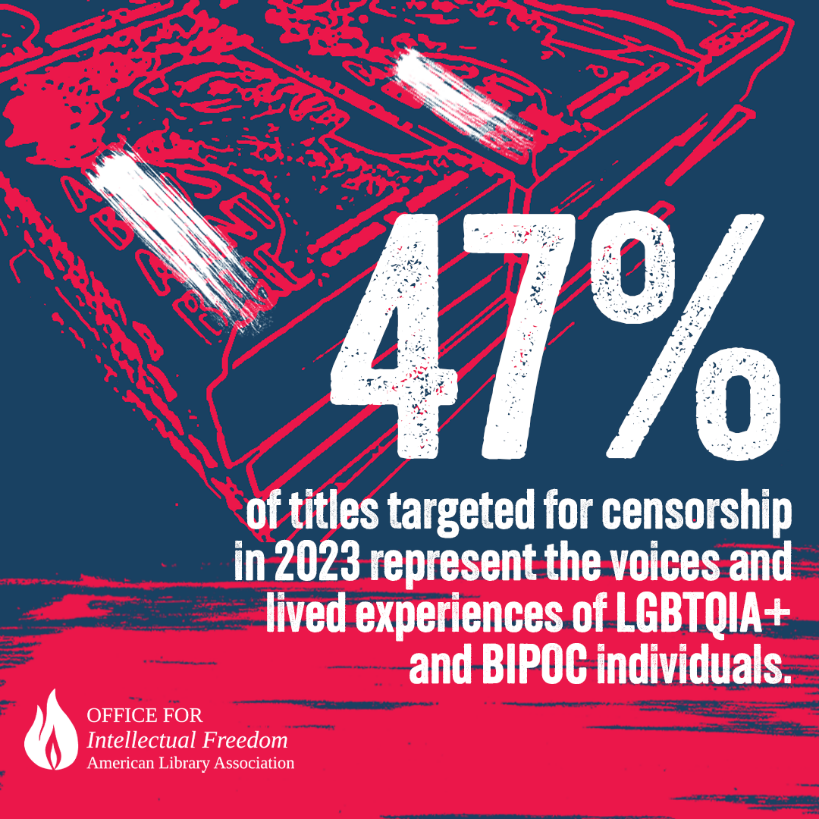 47%
of titles targeted for censorship
in 2023 represent the voices and
lived experiences of LGBTQIA+
and BIPOC individuals.
OFFICE FOR
Intellectual Freedom
American Library Association